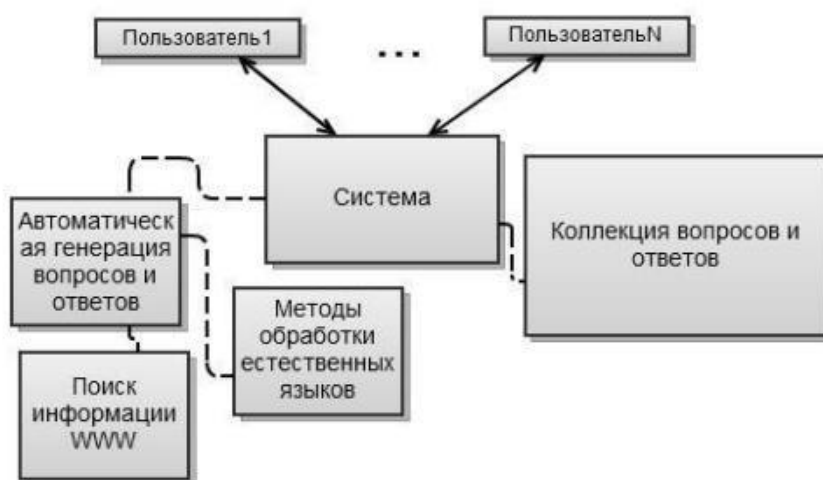 Пользователь1
...
ПользовательN
Система
Коллекция вопросов и
ответов
Автоматическ
ая генерация
вопросов и
ответов
Методы
обработки
естественных
языков
Поиск
информации
WWW